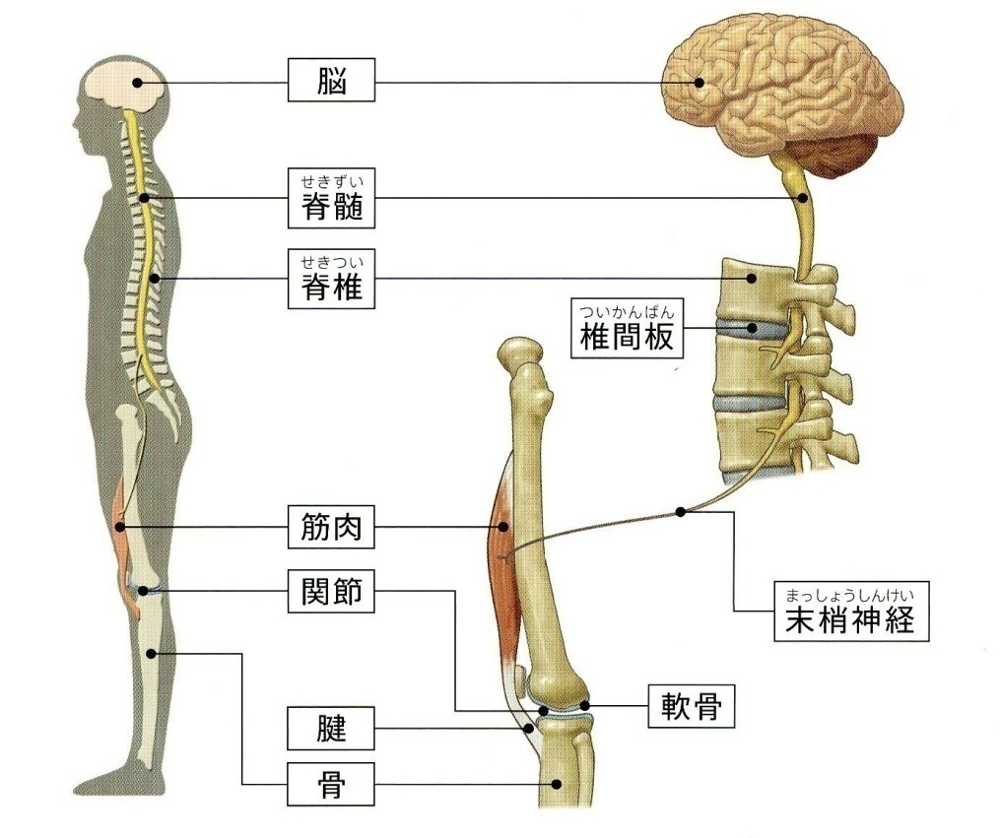 脳
せきずい
脊髄
せきつい
脊椎
ついかんばん
椎間板
筋肉
関節
まっしょうしんけい
末梢神経
軟骨
腱
骨